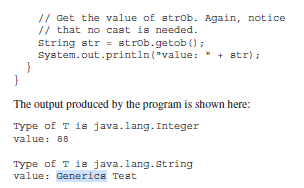 // Get the value of strOb. Again, notice
// that no cast is needed.
String str = strOb.getob();
System.out.println("value: " + str);
}
}
The output produced by the program is shown here:
Type of T is java.lang.Integer
value: 88
Type of T is java.lang.String
value: Generics Test